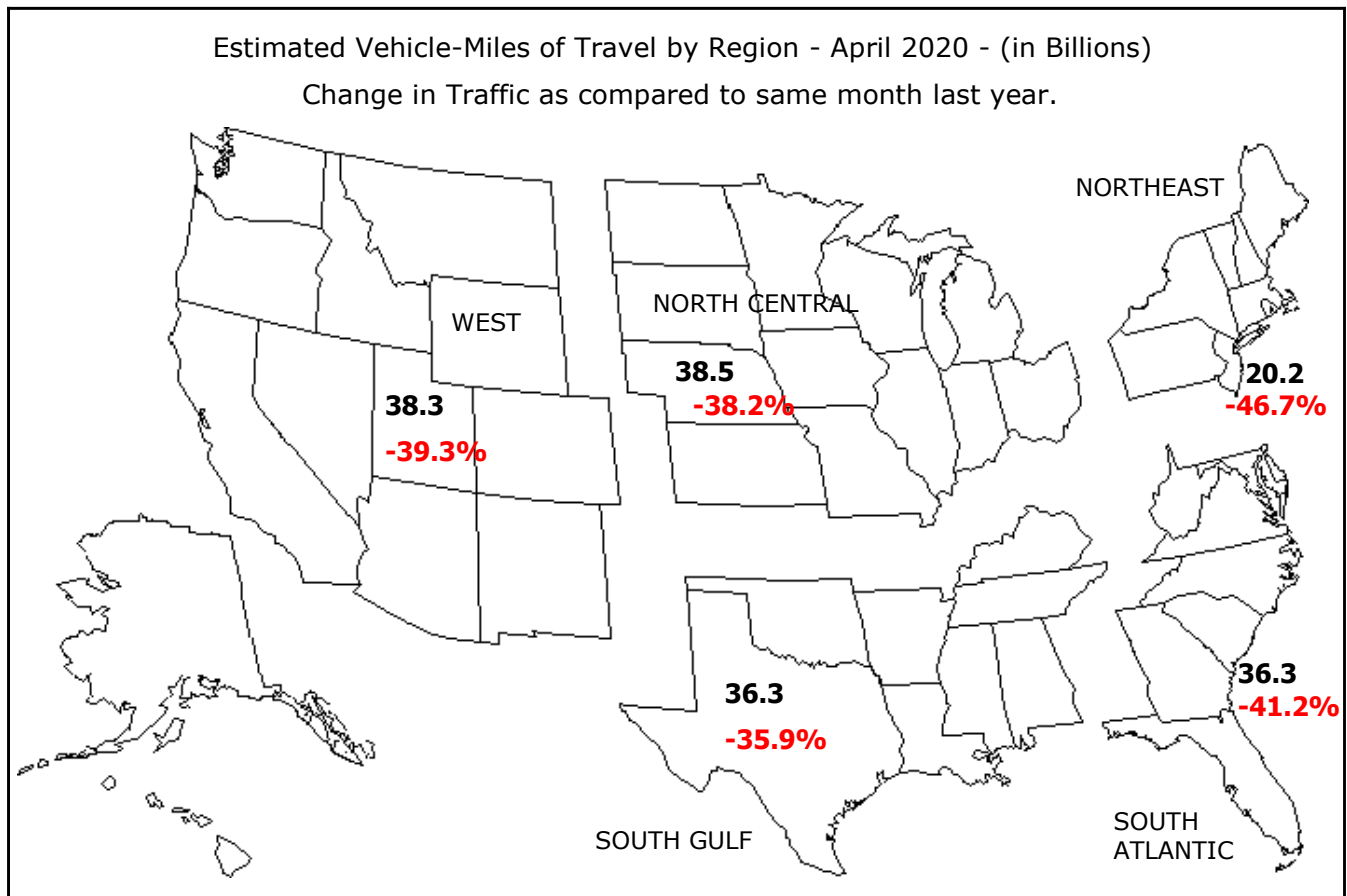 Estimated Vehicle-Miles of Travel by Region - April 2020 - (in Billions)
Change in Traffic as compared to same month last year.
NORTHEAST
NORTH CENTRAL
WEST
38.5
-38.2%
20.2
-46.7%
38.3
-39.3%
36.3
-35.9%
36.3
-41.2%
SOUTH GULF
SOUTH
ATLANTIC